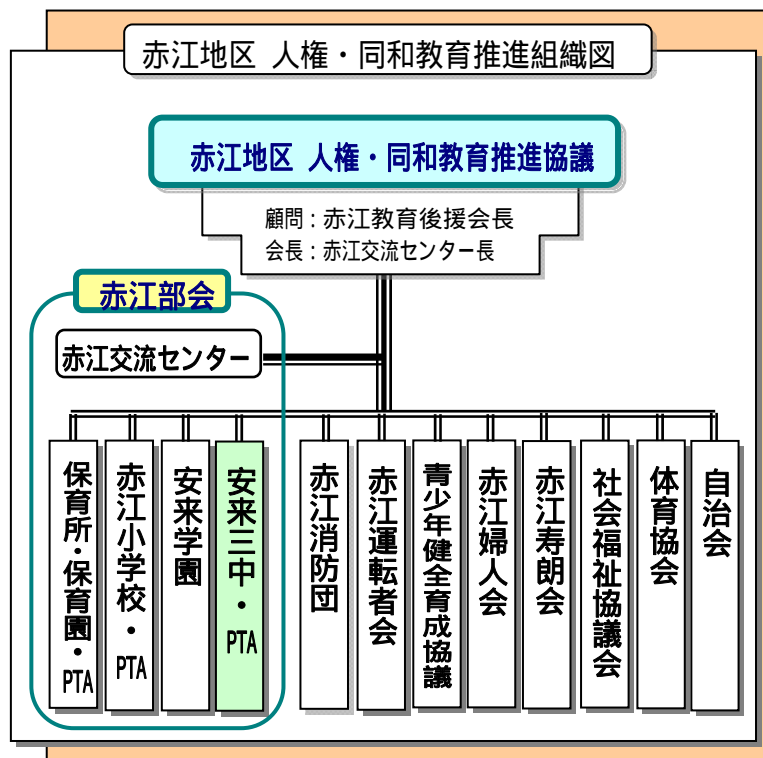 赤江地区 人権・同和教育推進組織図
赤江地区 人権・同和教育推進協議
顧問：赤江教育後援会長
会長：赤江交流センター長
赤江部会
赤江交流センター
保育所・保育園・PTA
赤江小学校・PTA
安来学園
安来三中・PTA
赤江消防団
赤江運転者会
青少年健全育成協議
赤江婦人会
赤江寿朗会
社会福祉協議会
体育協会
自治会